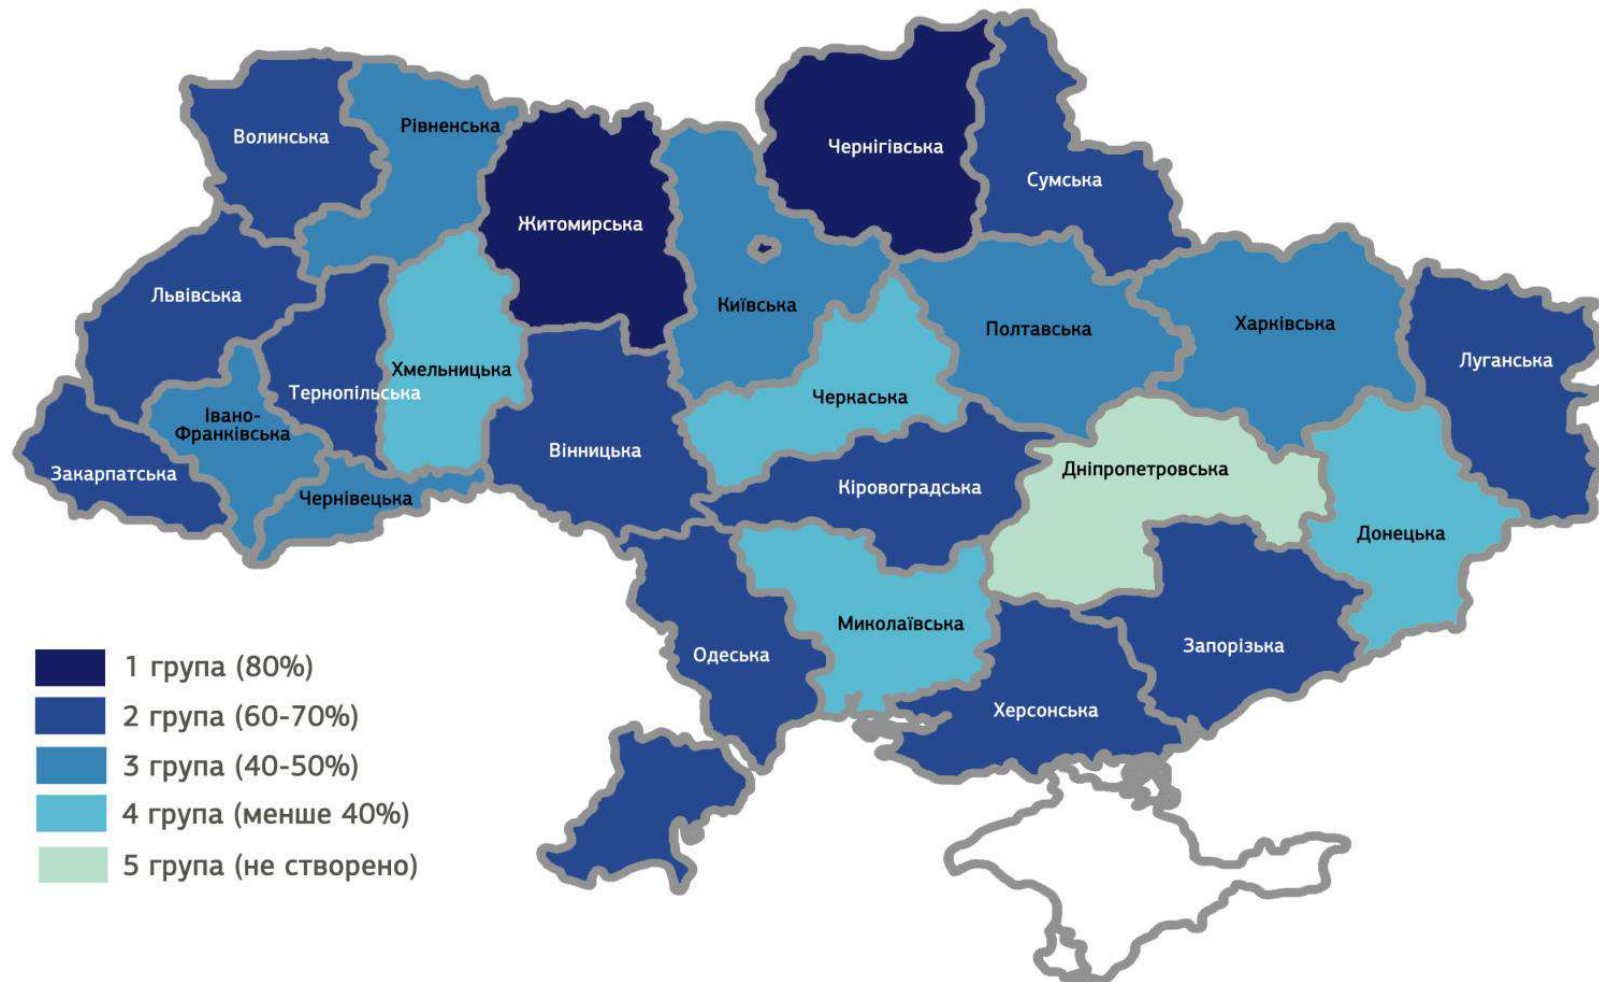 Волинська
Рівненська
Житомирська
Чернігівська
Сумська
Львівська
Київська
Полтавська
Харківська
Луганська
Тернопільська
Хмельницька
Черкаська
Івано-
Франківська
Закарпатська
Чернівецька
Вінницька
Кіровоградська
Дніпропетровська
Донецька
Миколаївська
Одеська
Запорізька
Херсонська
1 група (80%)
2 група (60-70%)
3 група (40-50%)
4 група (менше 40%)
5 група (не створено)